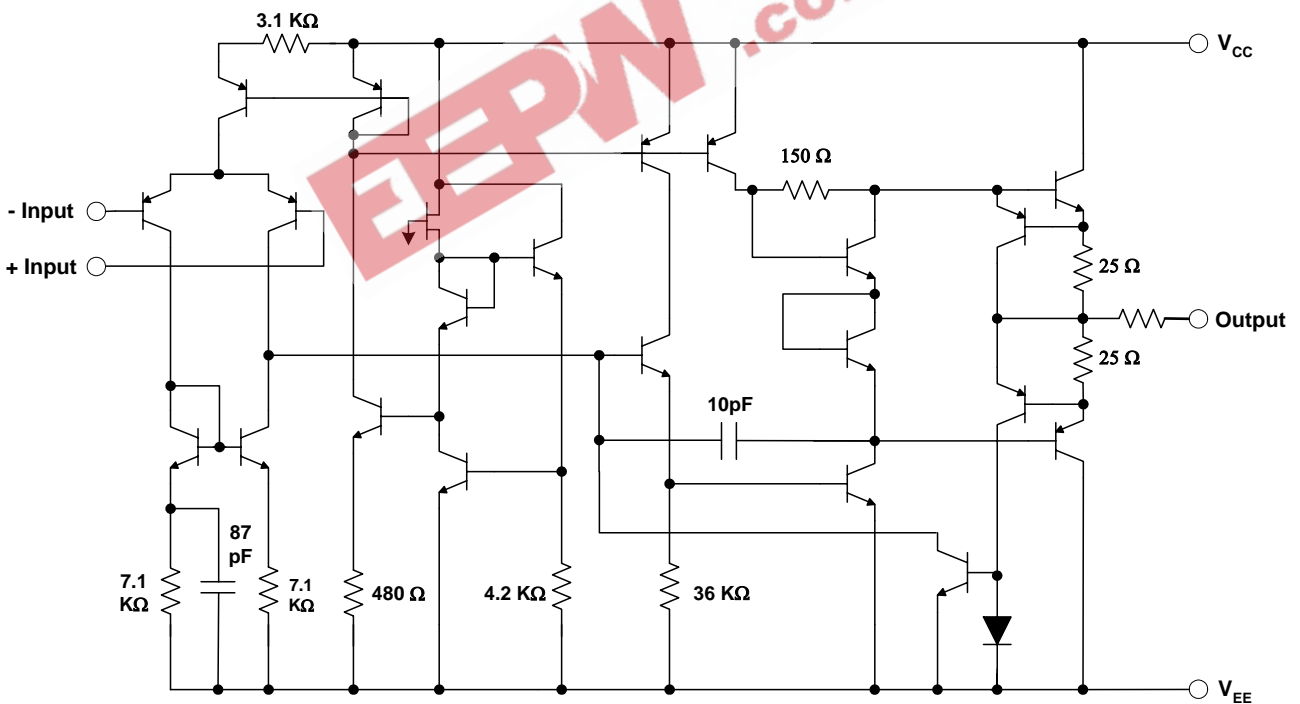 3.1 KΩ
V_CC
EEPW.co
150 Ω
- Input
+ Input
25 Ω
Output
25 Ω
10pF
87
pF
7.1
KΩ
7.1
KΩ
480 Ω
4.2 KΩ
36 KΩ
V_EE